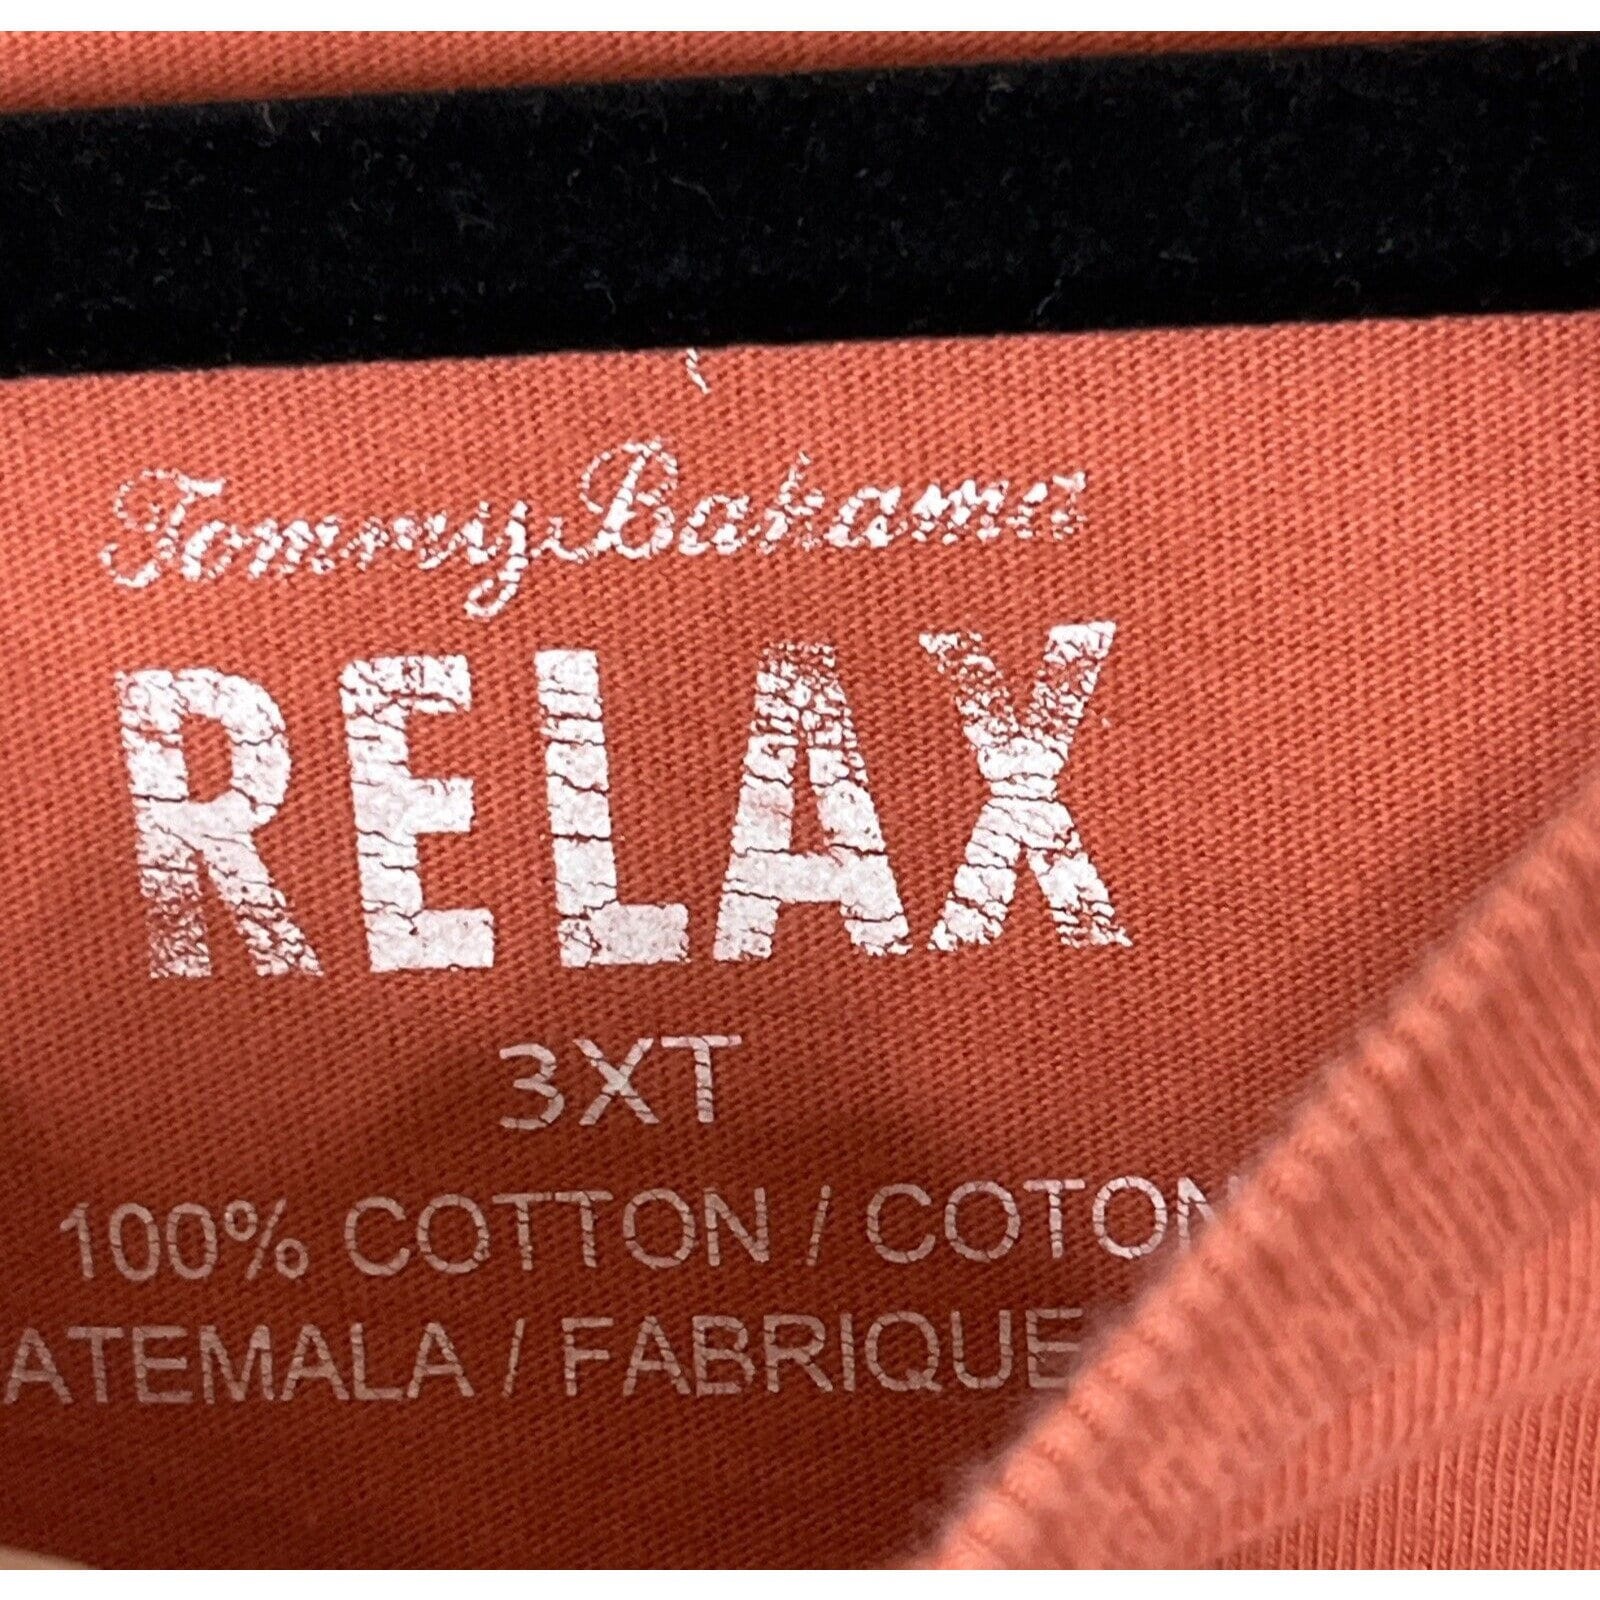 Tommy Bahama
RELAX
3XT
100% COTTON / COTON
ATEMALA / FABRIQUE